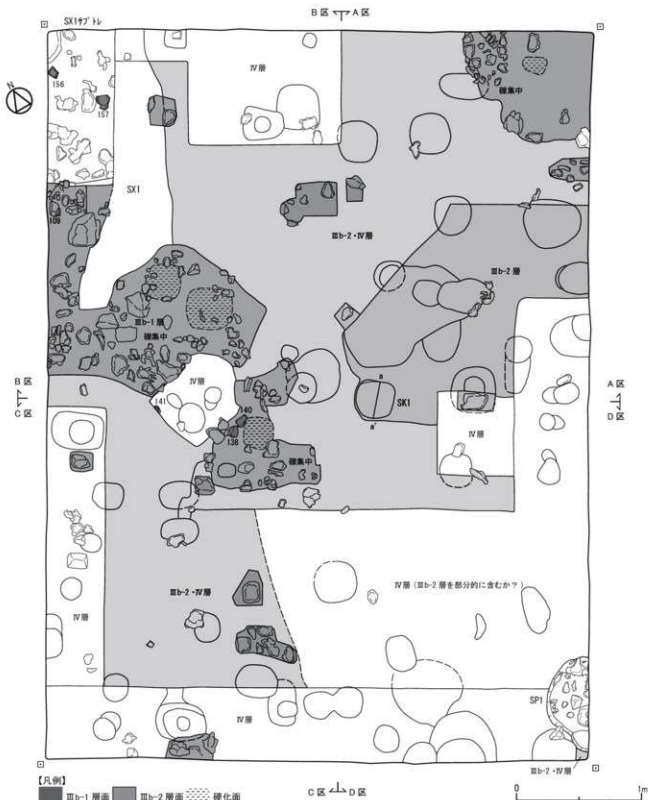 B区 A区
SX1サブトレ
N
156
157
Ⅳ層
礫集中
SX1
109
Ⅲb-2・Ⅳ層
Ⅲb-2層
Ⅲb-1層
礫集中
B区
C区
A区
D区
Ⅳ層
141
140
138
a
SK1
a'
礫集中
Ⅳ層
Ⅲb-2・Ⅳ層
Ⅳ層(Ⅲb-2層を部分的に含むか?)
Ⅳ層
Ⅳ層
SP1
Ⅲb-2・Ⅳ層
【凡例】
Ⅲb-1層面 Ⅲb-2層面 硬化面
C区 D区
0 1m